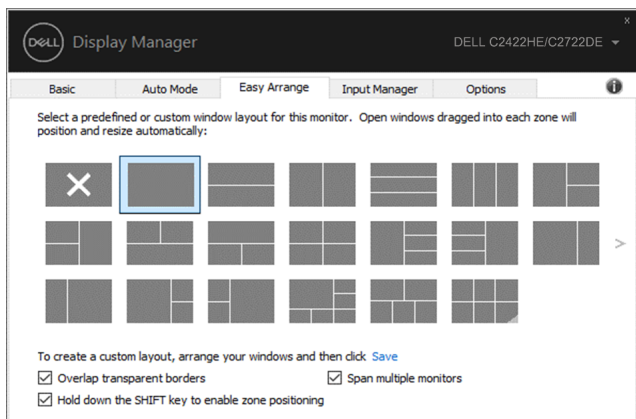 x
DELL Display Manager
DELL C2422HE/C2722DE
Basic Auto Mode Easy Arrange Input Manager Options
Select a predefined or custom window layout for this monitor. Open windows dragged into each zone will
position and resize automatically:
>
To create a custom layout, arrange your windows and then click Save
Overlap transparent borders Span multiple monitors
Hold down the SHIFT key to enable zone positioning